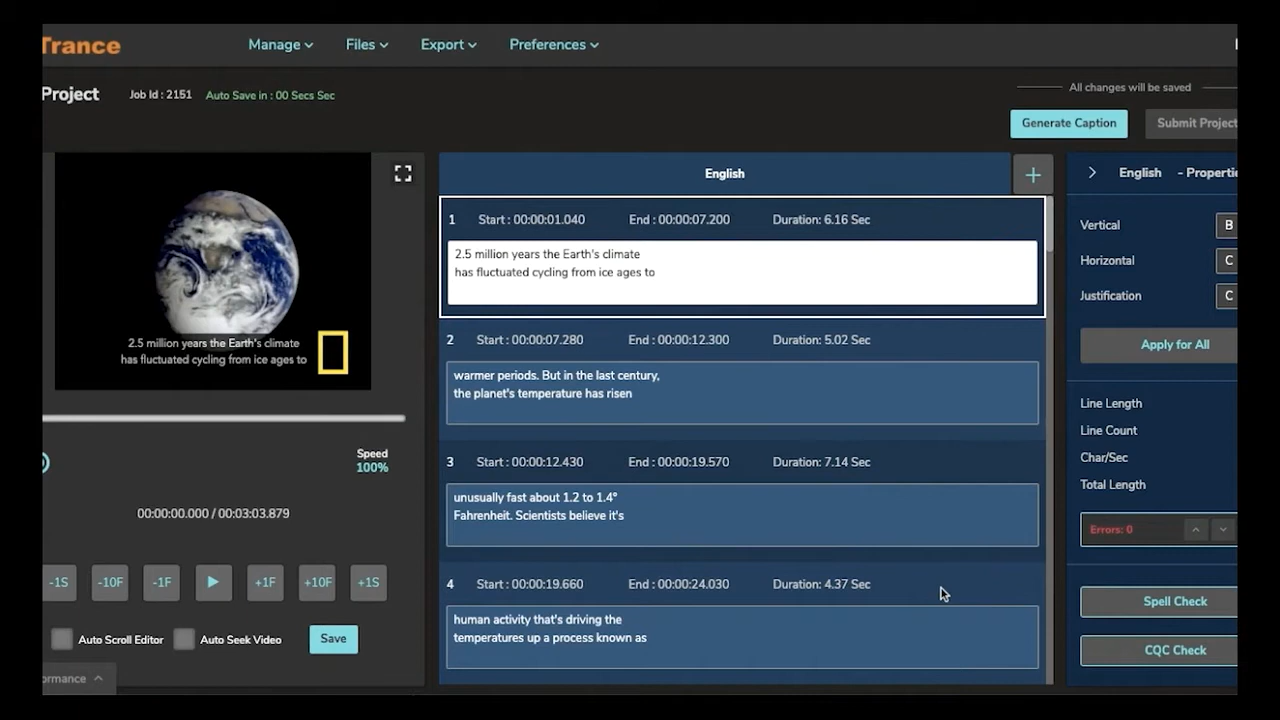 Trance
Manage
Files
Export
Preferences
Project
Job Id : 2151
Auto Save in : 00 Secs Sec
All changes will be saved
Generate Caption
Submit Project
2.5 million years the Earth's climate
has fluctuated cycling from ice ages to
Speed
100%
00:00:00.000 / 00:03:03.879
-1S
-10F
-1F
+1F
+10F
+1S
Auto Scroll Editor
Auto Seek Video
Save
ormance
English
+
1 Start : 00:00:01.040 End : 00:00:07.200 Duration: 6.16 Sec
2.5 million years the Earth's climate
has fluctuated cycling from ice ages to
2 Start : 00:00:07.280 End : 00:00:12.300 Duration: 5.02 Sec
warmer periods. But in the last century,
the planet's temperature has risen
3 Start : 00:00:12.430 End : 00:00:19.570 Duration: 7.14 Sec
unusually fast about 1.2 to 1.4°
Fahrenheit. Scientists believe it's
4 Start : 00:00:19.660 End : 00:00:24.030 Duration: 4.37 Sec
human activity that's driving the
temperatures up a process known as
English - Propertie
Vertical B
Horizontal C
Justification C
Apply for All
Line Length
Line Count
Char/Sec
Total Length
Errors: 0
Spell Check
CQC Check